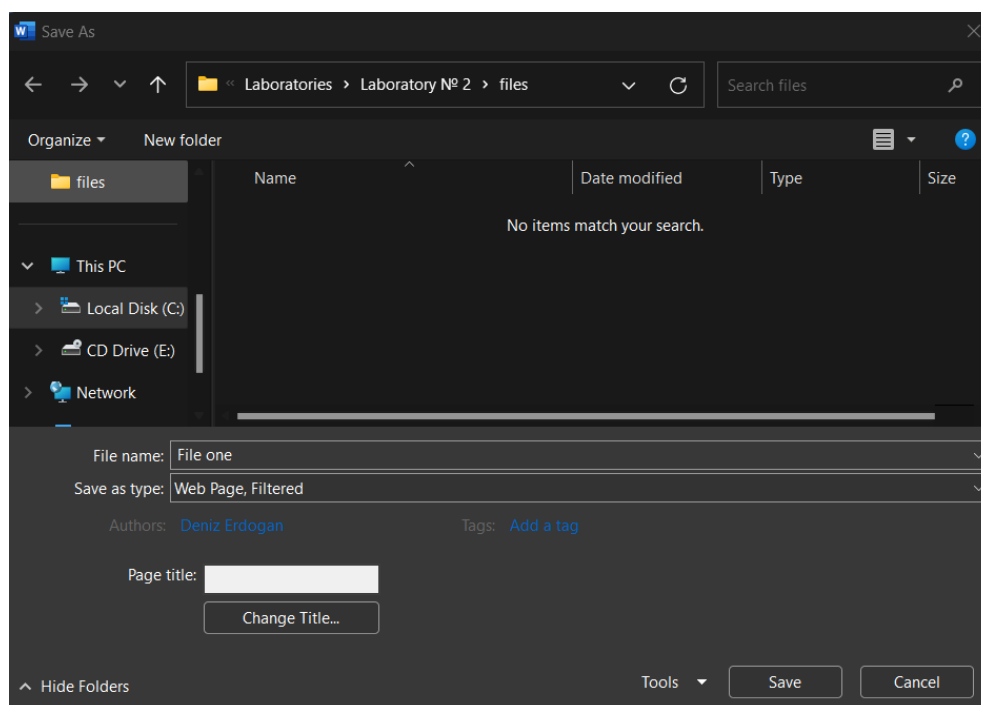 Save As
Laboratories > Laboratory № 2 > files
Search files
Organize
New folder
files
Name
Date modified
Type
Size
No items match your search.
This PC
Local Disk (C:)
CD Drive (E:)
Network
File name: File one
Save as type: Web Page, Filtered
Authors: Deniz Erdogan
Tags: Add a tag
Page title:
Change Title...
Hide Folders
Tools
Save
Cancel